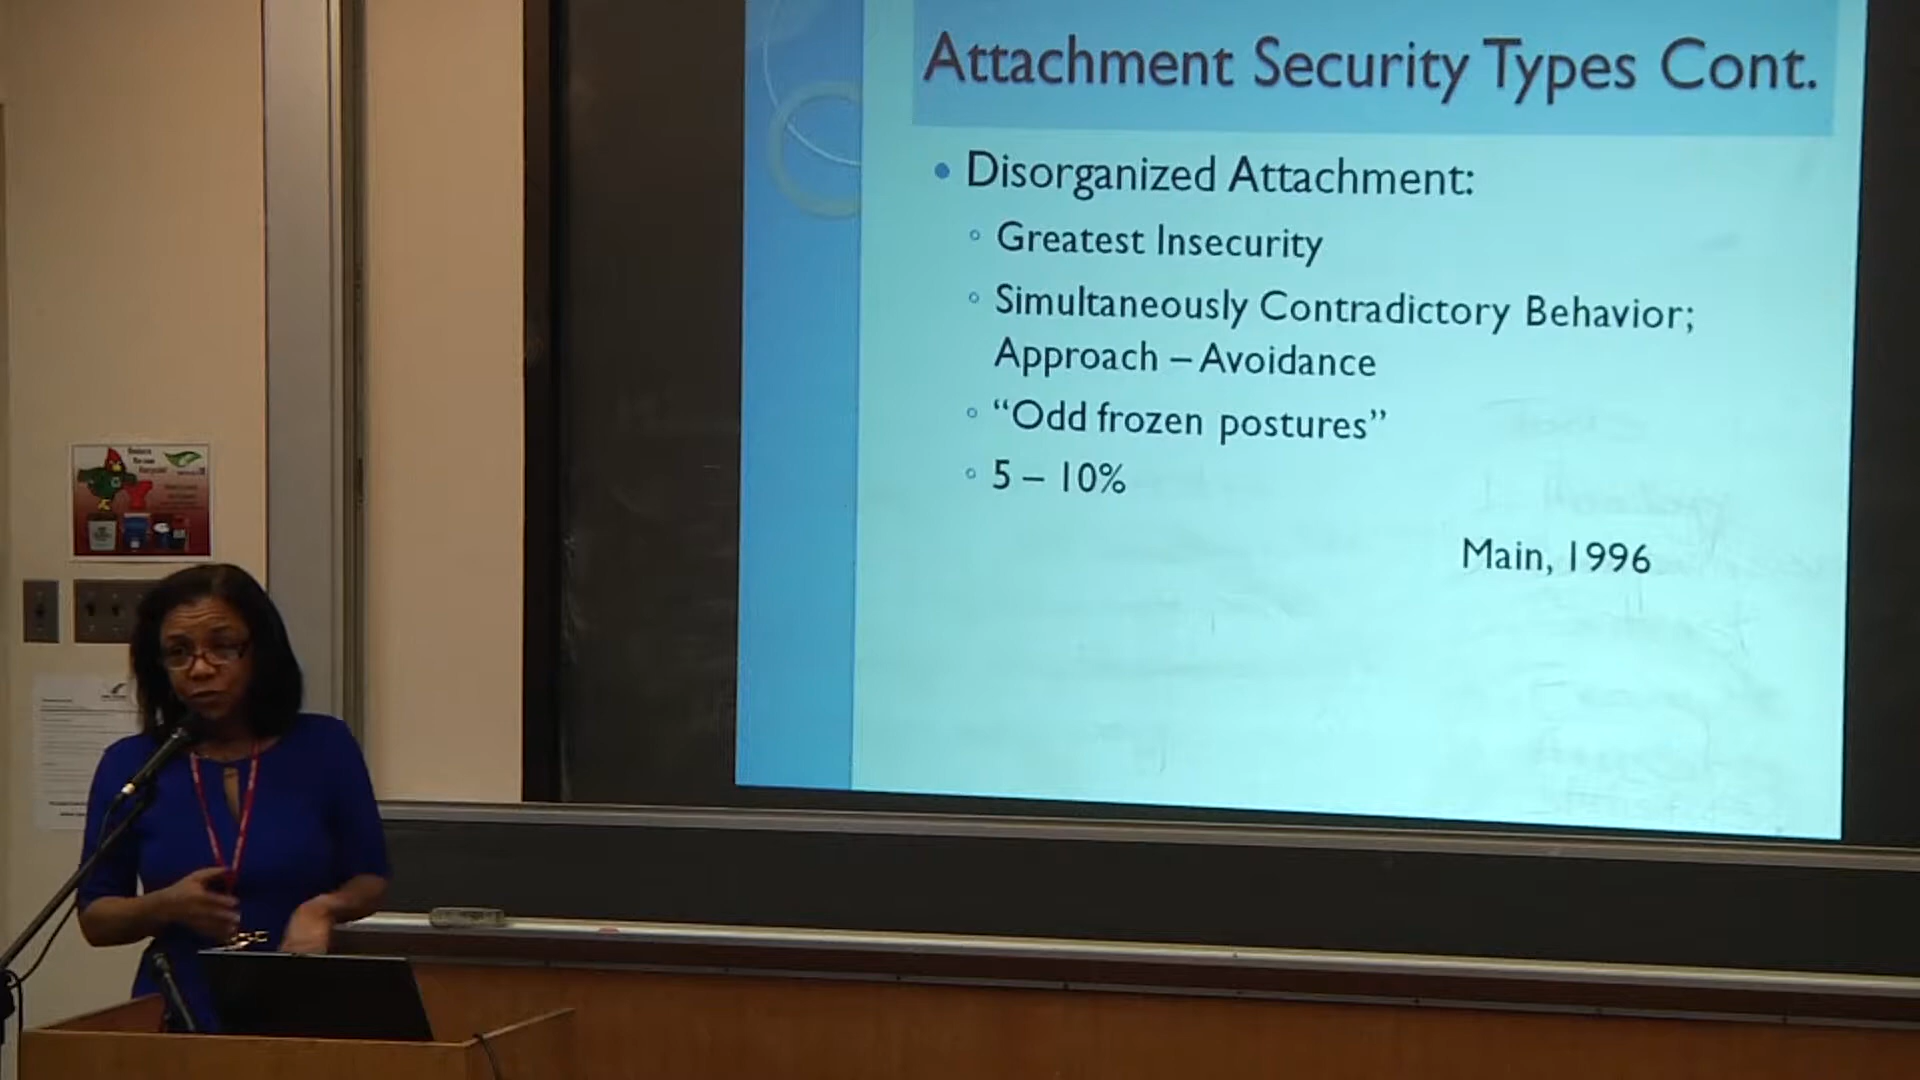 Attachment Security Types Cont.
• Disorganized Attachment:
◦ Greatest Insecurity
◦ Simultaneously Contradictory Behavior;
Approach – Avoidance
◦ “Odd frozen postures”
◦ 5 – 10%
Main, 1996